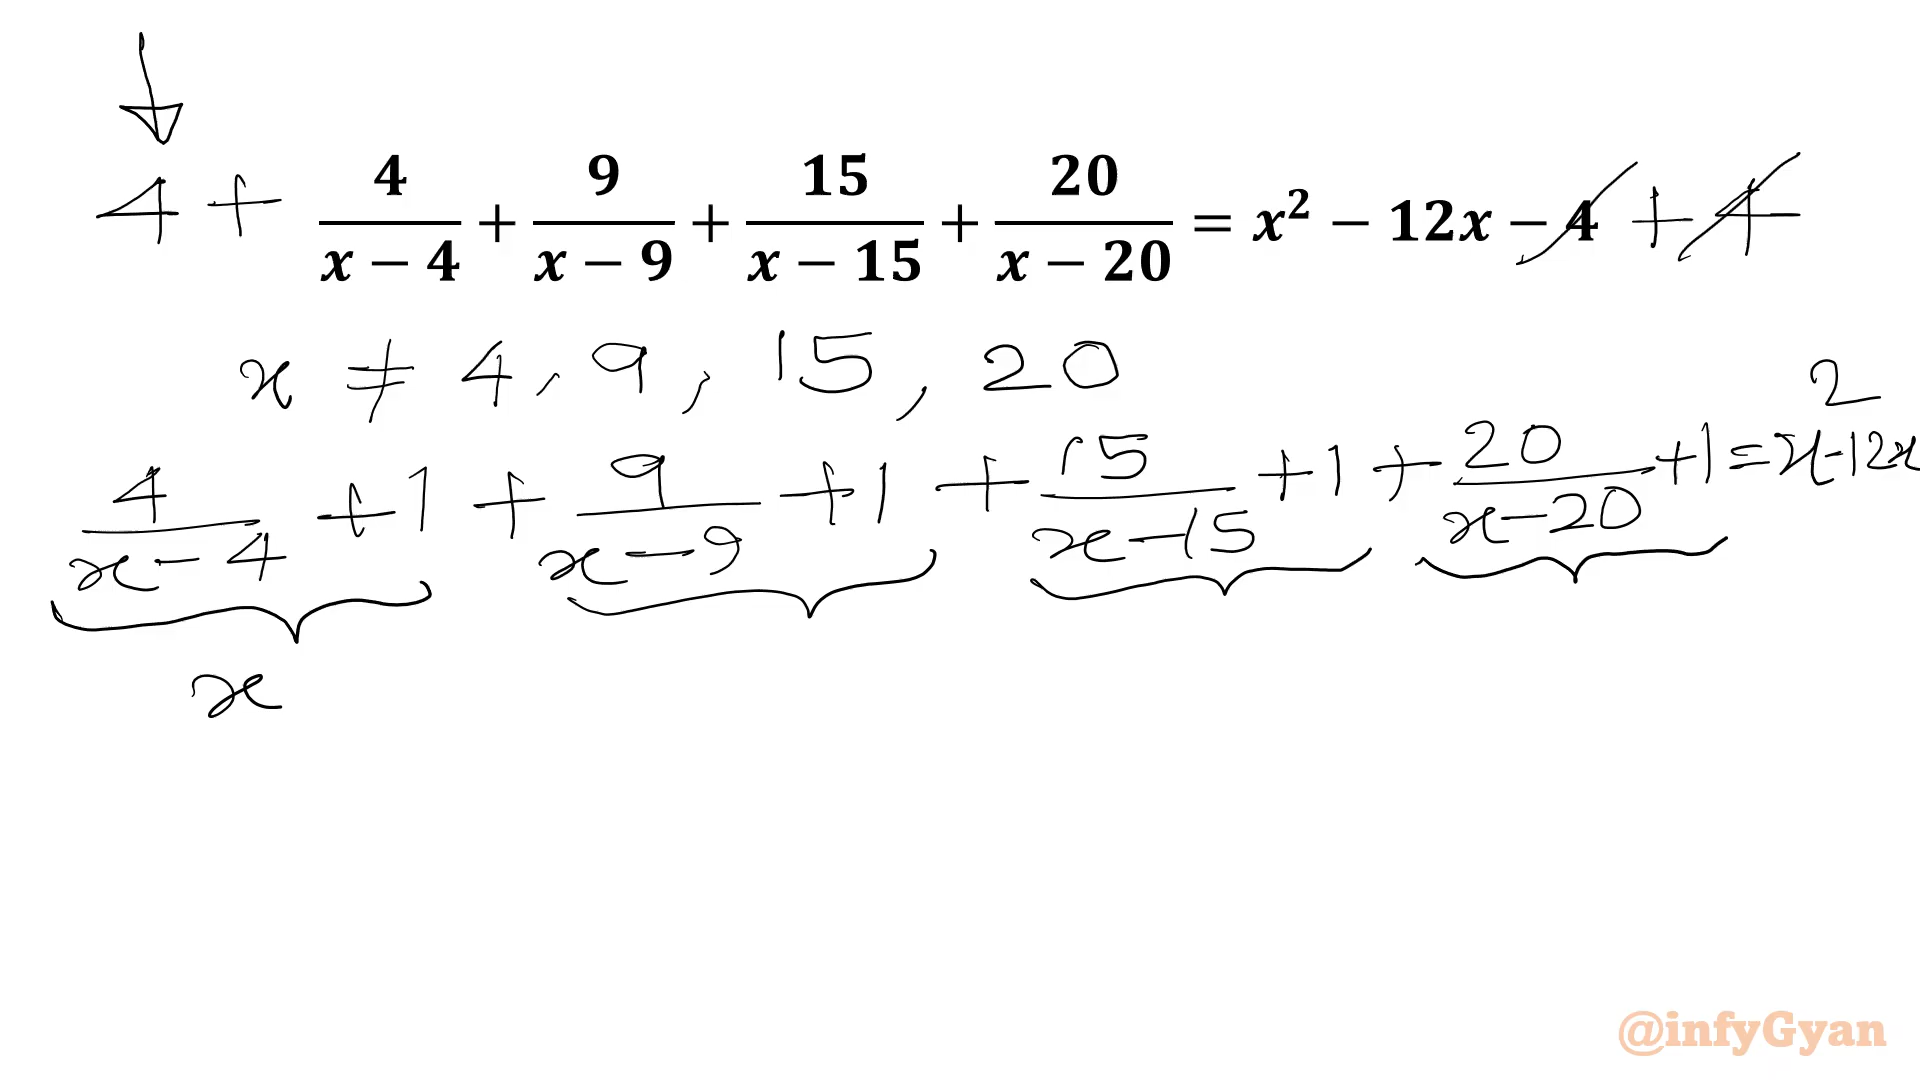 4 + 4/(x − 4) + 9/(x − 9) + 15/(x − 15) + 20/(x − 20) = x² − 12x − 4 + 4
x ≠ 4, 9, 15, 20
4/(x − 4) + 1 + 9/(x − 9) + 1 + 15/(x − 15) + 1 + 20/(x − 20) + 1 = x² − 12x
x
@infyGyan